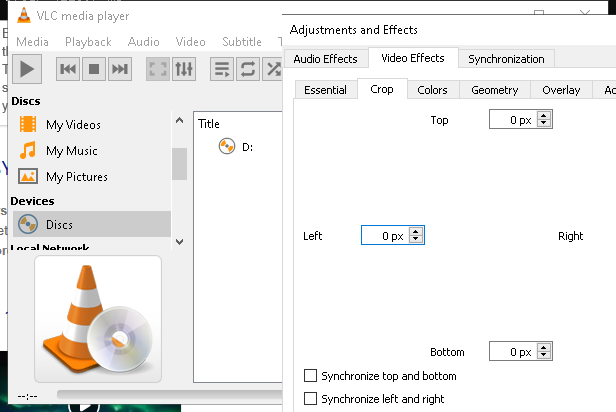 VLC media player
Media Playback Audio Video Subtitle
Discs
My Videos
My Music
My Pictures
Devices
Discs
Local Network
--:--
Title
D:
Adjustments and Effects
Audio Effects Video Effects Synchronization
Essential Crop Colors Geometry Overlay
Top 0 px
Left 0 px Right
Bottom 0 px
Synchronize top and bottom
Synchronize left and right